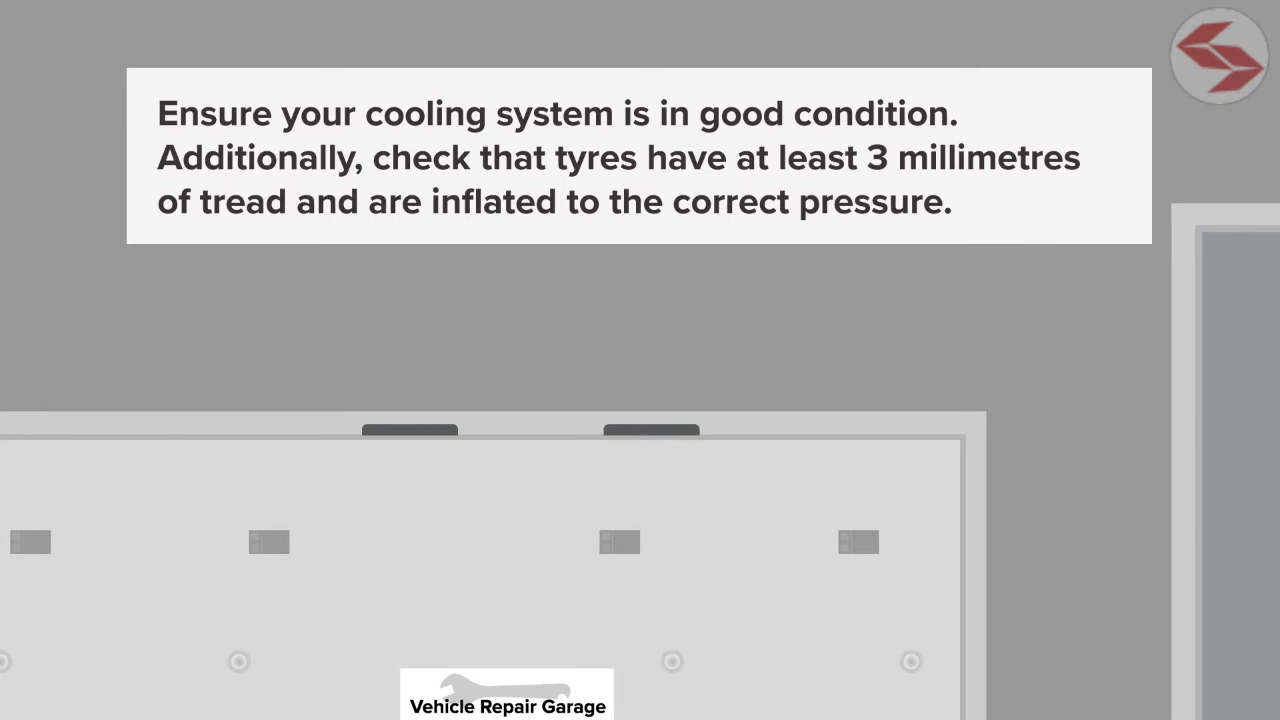 Ensure your cooling system is in good condition.
Additionally, check that tyres have at least 3 millimetres
of tread and are inflated to the correct pressure.
Vehicle Repair Garage